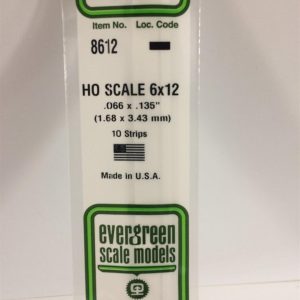 Item No. Loc. Code
8612
HO SCALE 6x12
.066 x .135"
(1.68 x 3.43 mm)
10 Strips
Made in U.S.A.
evergreen
scale models